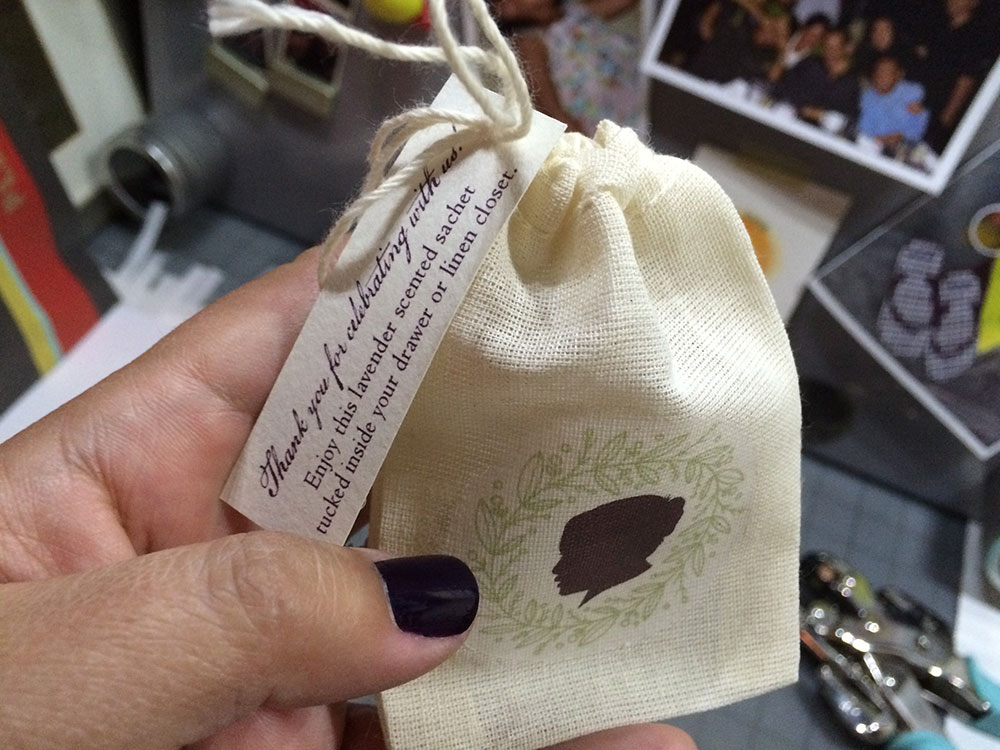 Thank you for celebrating with us.
Enjoy this lavender scented sachet
tucked inside your drawer or linen closet.